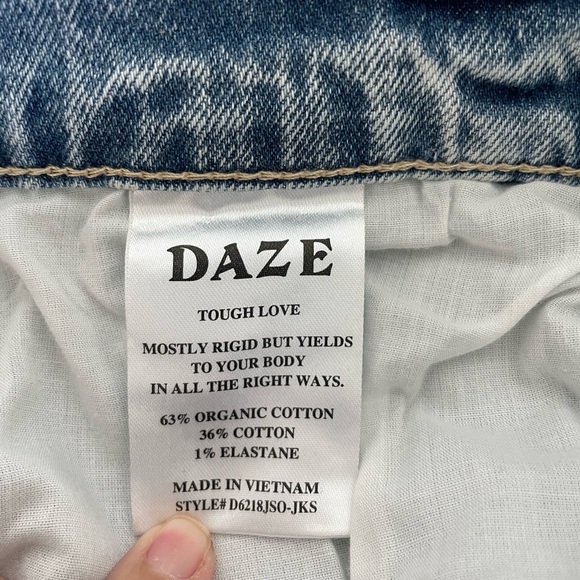 DAZE
TOUGH LOVE
MOSTLY RIGID BUT YIELDS
TO YOUR BODY
IN ALL THE RIGHT WAYS.
63% ORGANIC COTTON
36% COTTON
1% ELASTANE
MADE IN VIETNAM
STYLE# D6218JSO-JKS